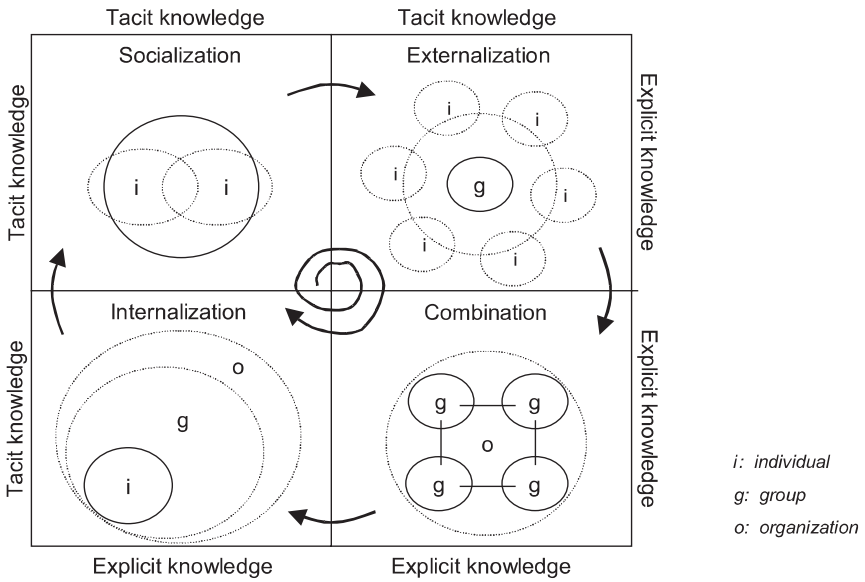 Tacit knowledge
Tacit knowledge
Socialization
Externalization
Tacit knowledge
Explicit knowledge
i
i
i
i
i
i
i
i
g
Internalization
Combination
Tacit knowledge
Explicit knowledge
o
g
i
g
g
o
g
g
Explicit knowledge
Explicit knowledge
i: individual
g: group
o: organization